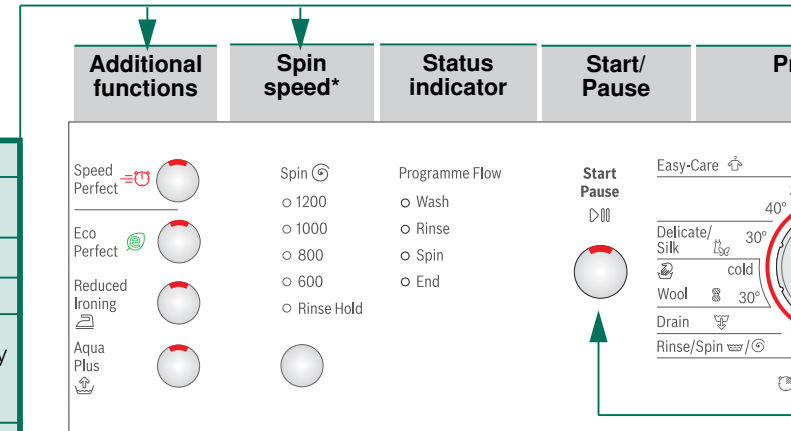 Additional
functions
Spin
speed*
Status
indicator
Start/
Pause
Speed
Perfect
Eco
Perfect
Reduced
Ironing
Aqua
Plus
Spin
1200
1000
800
600
Rinse Hold
Programme Flow
Wash
Rinse
Spin
End
Start
Pause
Easy-Care
40°
Delicate/
Silk 30°
cold
Wool 30°
Drain
Rinse/Spin /
y